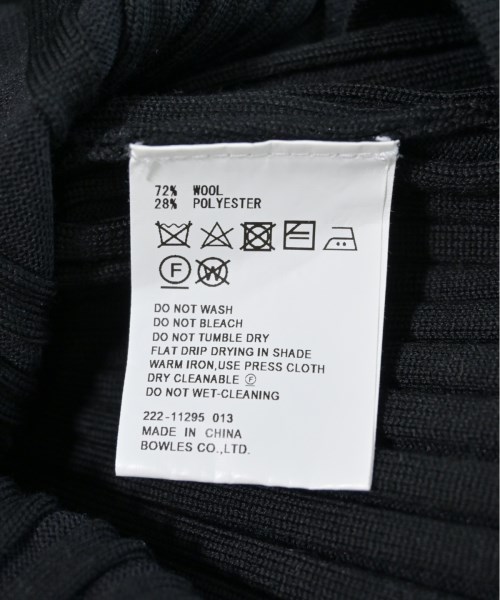 72% WOOL
28% POLYESTER
F W
DO NOT WASH
DO NOT BLEACH
DO NOT TUMBLE DRY
FLAT DRIP DRYING IN SHADE
WARM IRON,USE PRESS CLOTH
DRY CLEANABLE Ⓕ
DO NOT WET-CLEANING
222-11295 013
MADE IN CHINA
BOWLES CO.,LTD.